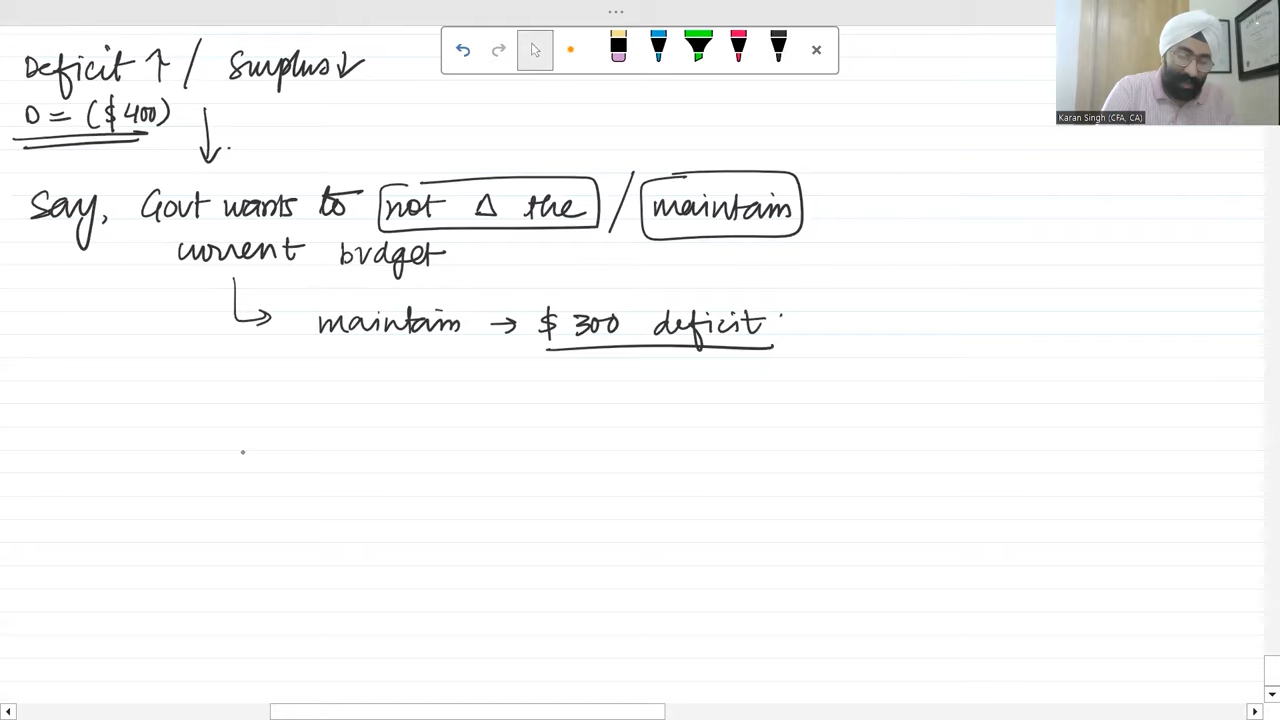 Deficit ↑ / Surplus ↓
D = ($400)
Say, Govt wants to not Δ the / maintain
current budget
↳ maintain → $300 deficit
Karan Singh (CFA, CA)